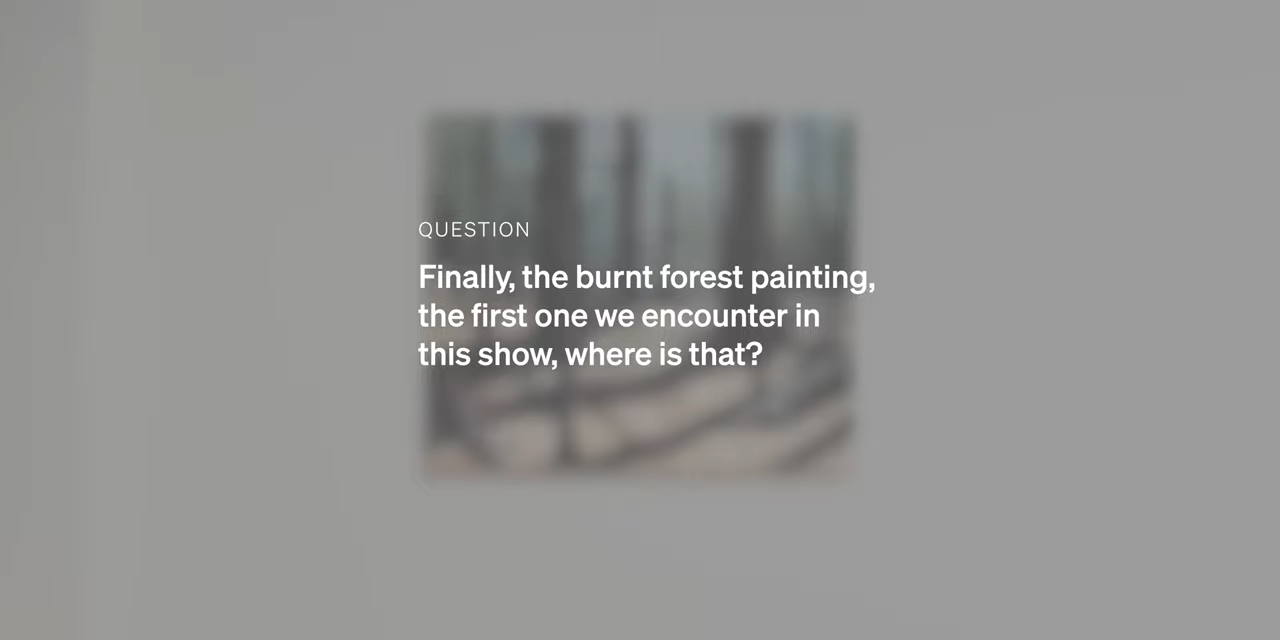 QUESTION
Finally, the burnt forest painting,
the first one we encounter in
this show, where is that?